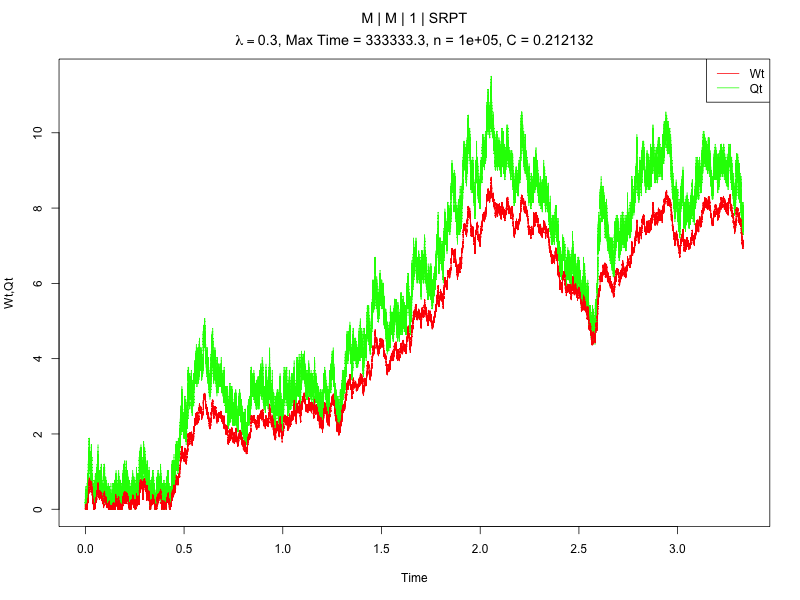 M | M | 1 | SRPT
λ = 0.3, Max Time = 333333.3, n = 1e+05, C = 0.212132
Wt
Qt
Wt,Qt
10
8
6
4
2
0
0.0 0.5 1.0 1.5 2.0 2.5 3.0
Time